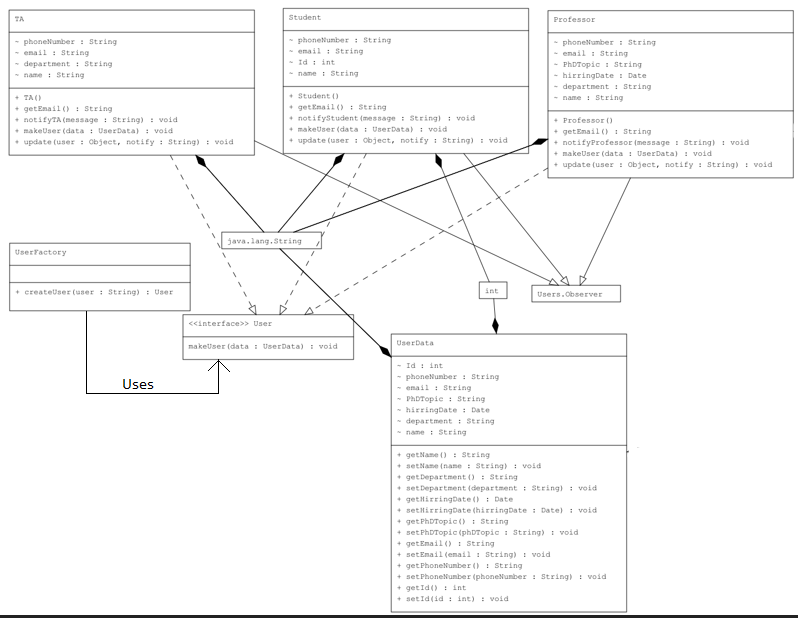 TA
~ phoneNumber : String
~ email : String
~ department : String
~ name : String
+ TA()
+ getEmail() : String
+ notifyTA(message : String) : void
+ makeUser(data : UserData) : void
+ update(user : Object, notify : String) : void
Student
~ phoneNumber : String
~ email : String
~ Id : int
~ name : String
+ Student()
+ getEmail() : String
+ notifyStudent(message : String) : void
+ makeUser(data : UserData) : void
+ update(user : Object, notify : String) : void
Professor
~ phoneNumber : String
~ email : String
~ PhDTopic : String
~ hirringDate : Date
~ department : String
~ name : String
+ Professor()
+ getEmail() : String
+ notifyProfessor(message : String) : void
+ makeUser(data : UserData) : void
+ update(user : Object, notify : String) : void
java.lang.String
UserFactory
+ createUser(user : String) : User
int
Users.Observer
<<interface>> User
makeUser(data : UserData) : void
Uses
UserData
~ Id : int
~ phoneNumber : String
~ email : String
~ PhDTopic : String
~ hirringDate : Date
~ department : String
~ name : String
+ getName() : String
+ setName(name : String) : void
+ getDepartment() : String
+ setDepartment(department : String) : void
+ getHirringDate() : Date
+ setHirringDate(hirringDate : Date) : void
+ getPhDTopic() : String
+ setPhDTopic(phDTopic : String) : void
+ getEmail() : String
+ setEmail(email : String) : void
+ getPhoneNumber() : String
+ setPhoneNumber(phoneNumber : String) : void
+ getId() : int
+ setId(id : int) : void